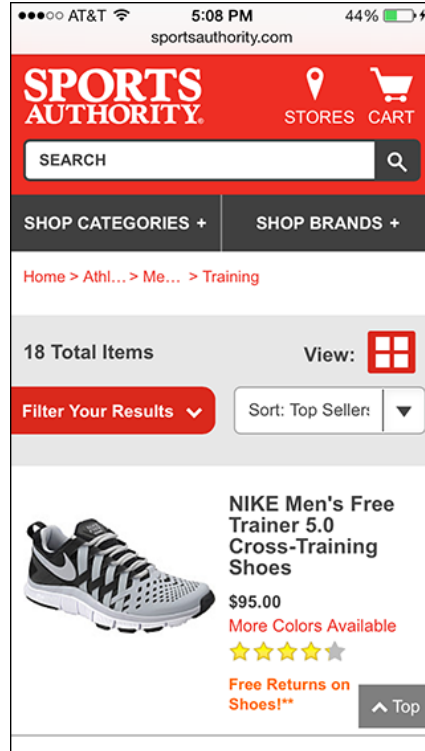 AT&T 5:08 PM 44%
sportsauthority.com
SPORTS
AUTHORITY.
STORES CART
SEARCH
SHOP CATEGORIES + SHOP BRANDS +
Home > Athl... > Me... > Training
18 Total Items View:
Filter Your Results Sort: Top Sellers
NIKE Men's Free
Trainer 5.0
Cross-Training
Shoes
$95.00
More Colors Available
Free Returns on
Shoes!**
Top